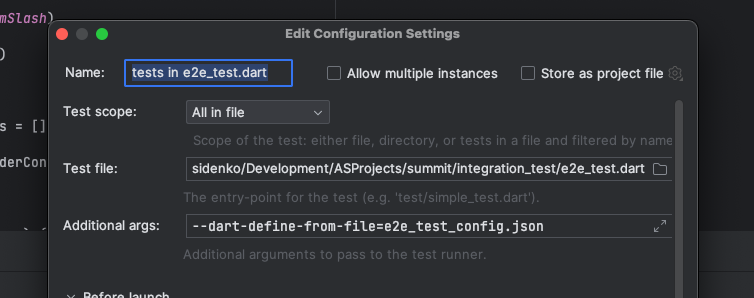 mSlash)
)
Edit Configuration Settings
Name: tests in e2e_test.dart Allow multiple instances Store as project file
s = []
Test scope: All in file
Scope of the test: either file, directory, or tests in a file and filtered by name
derCon
Test file: sidenko/Development/ASProjects/summit/integration_test/e2e_test.dart
The entry-point for the test (e.g. 'test/simple_test.dart').
Additional args: --dart-define-from-file=e2e_test_config.json
Additional arguments to pass to the test runner.
Before launch